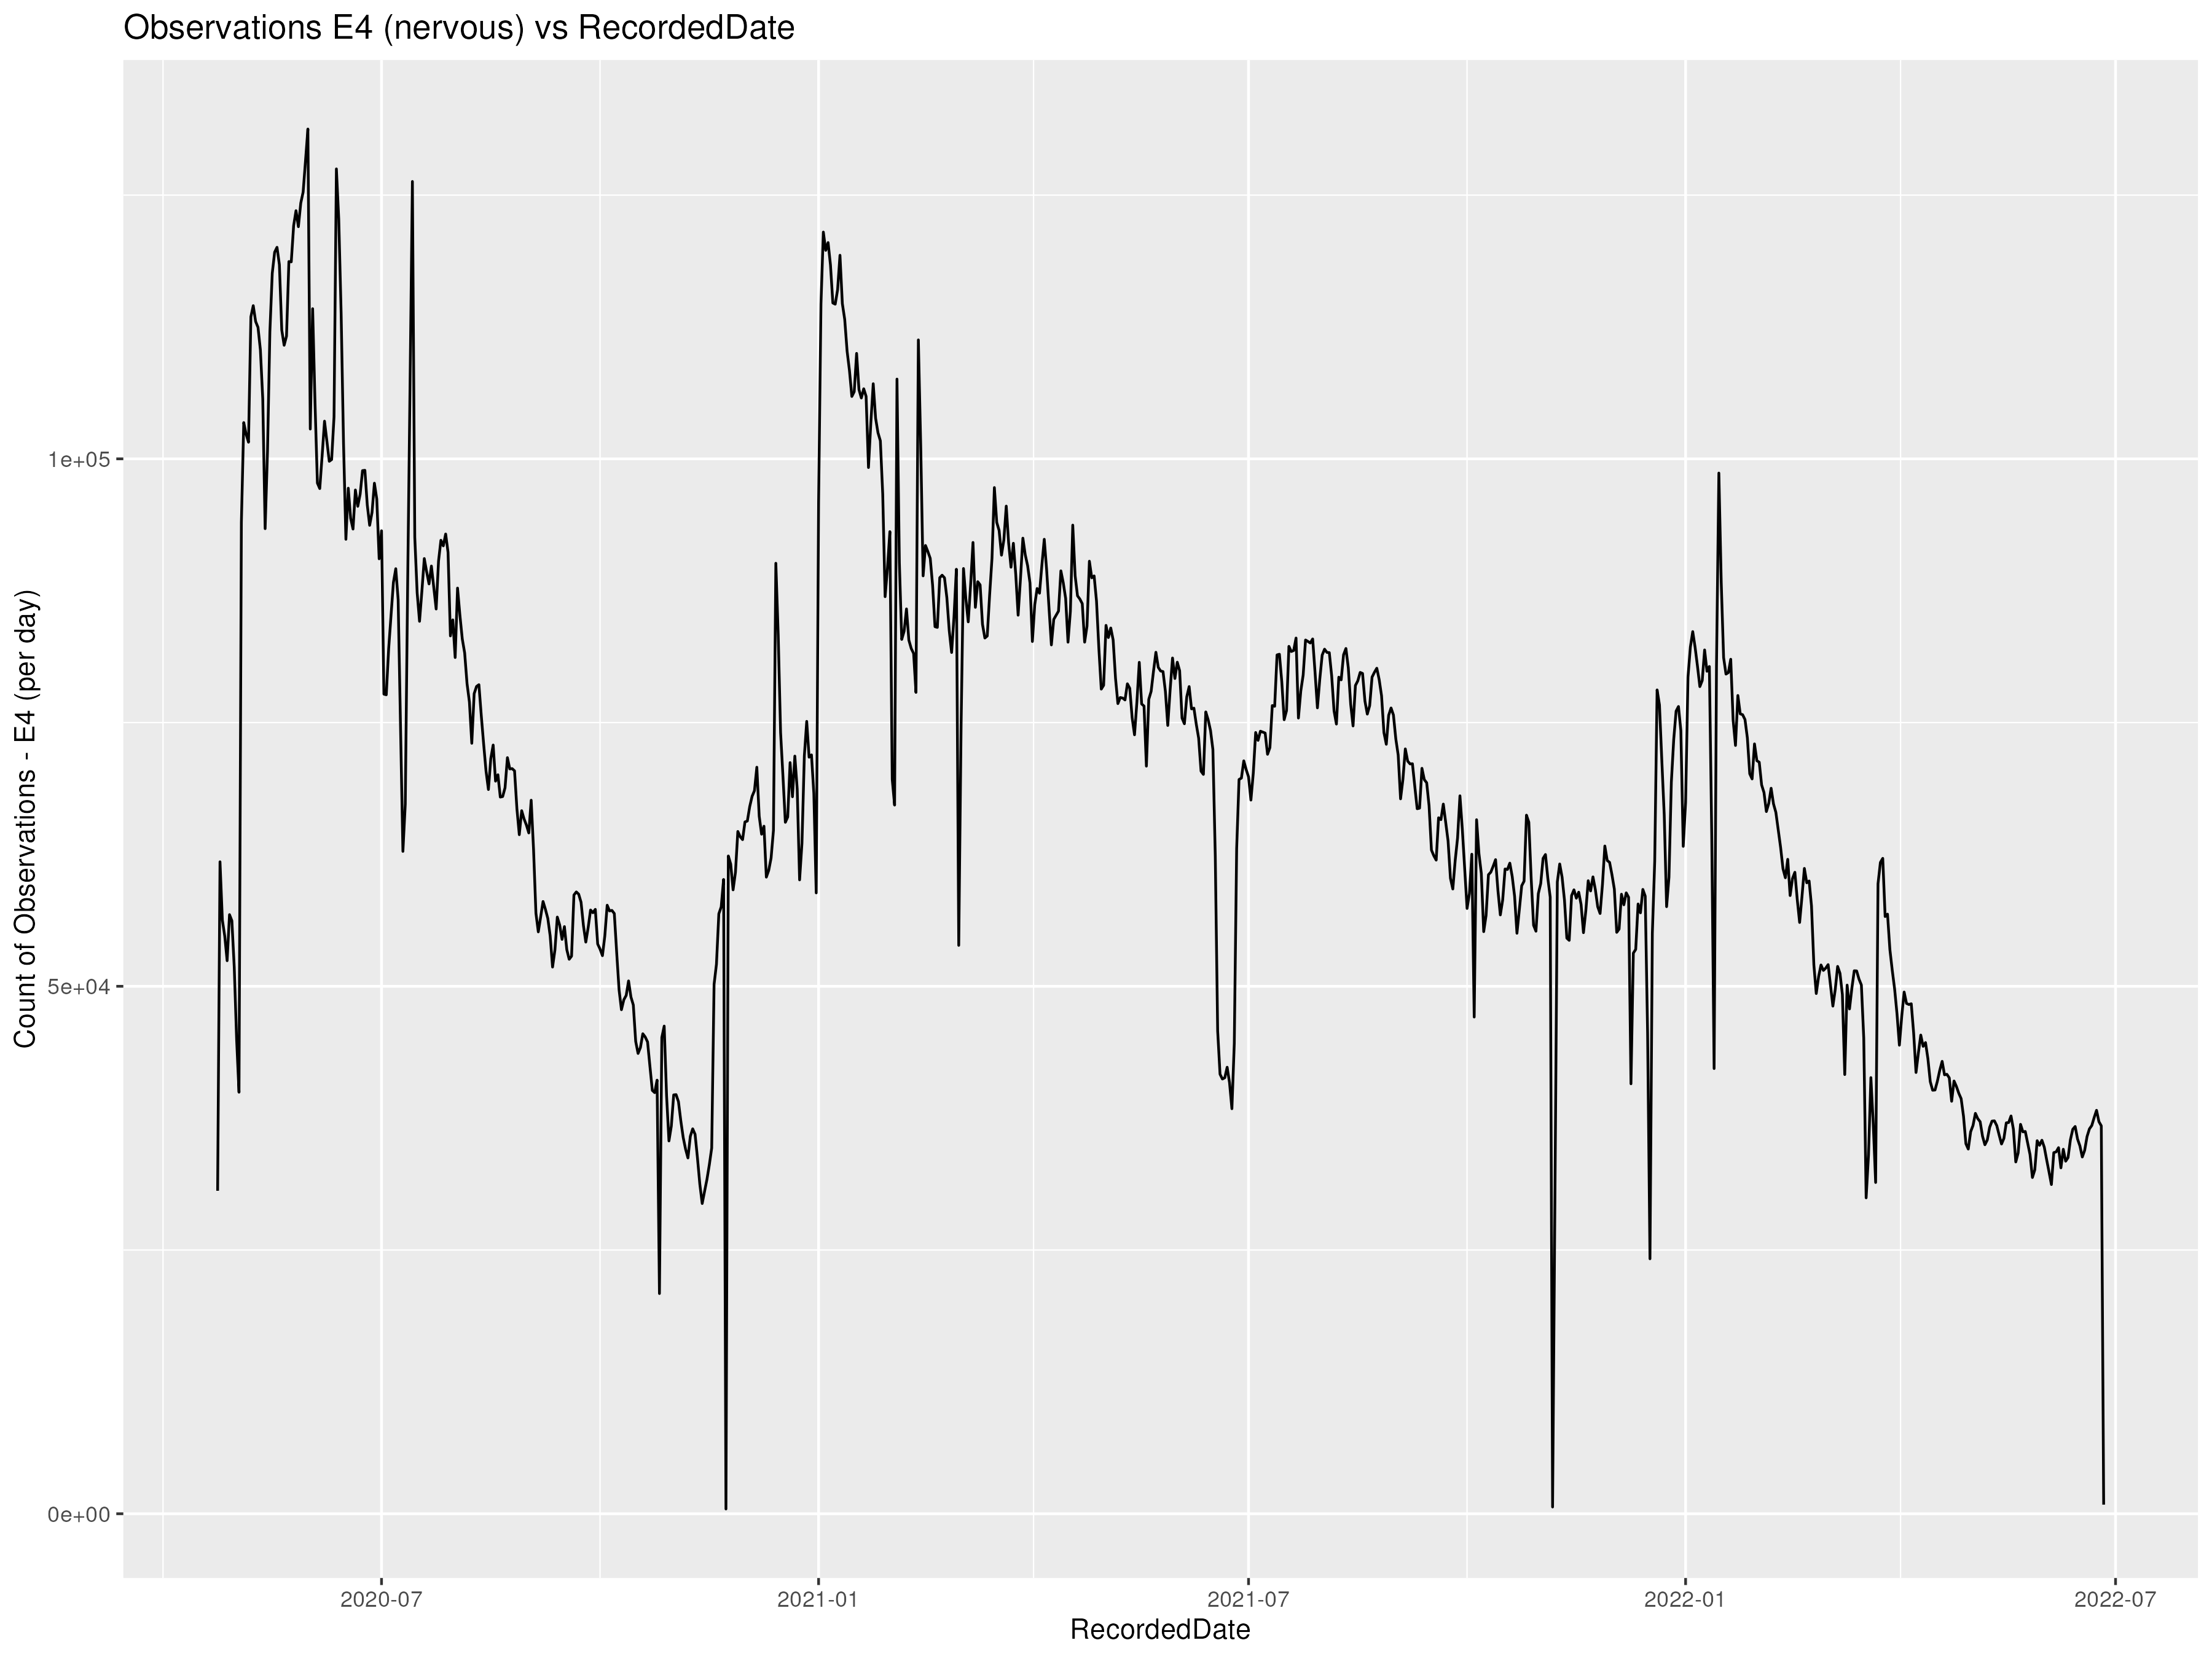 Observations E4 (nervous) vs RecordedDate
Count of Observations - E4 (per day)
1e+05
5e+04
0e+00
2020-07
2021-01
2021-07
2022-01
2022-07
RecordedDate